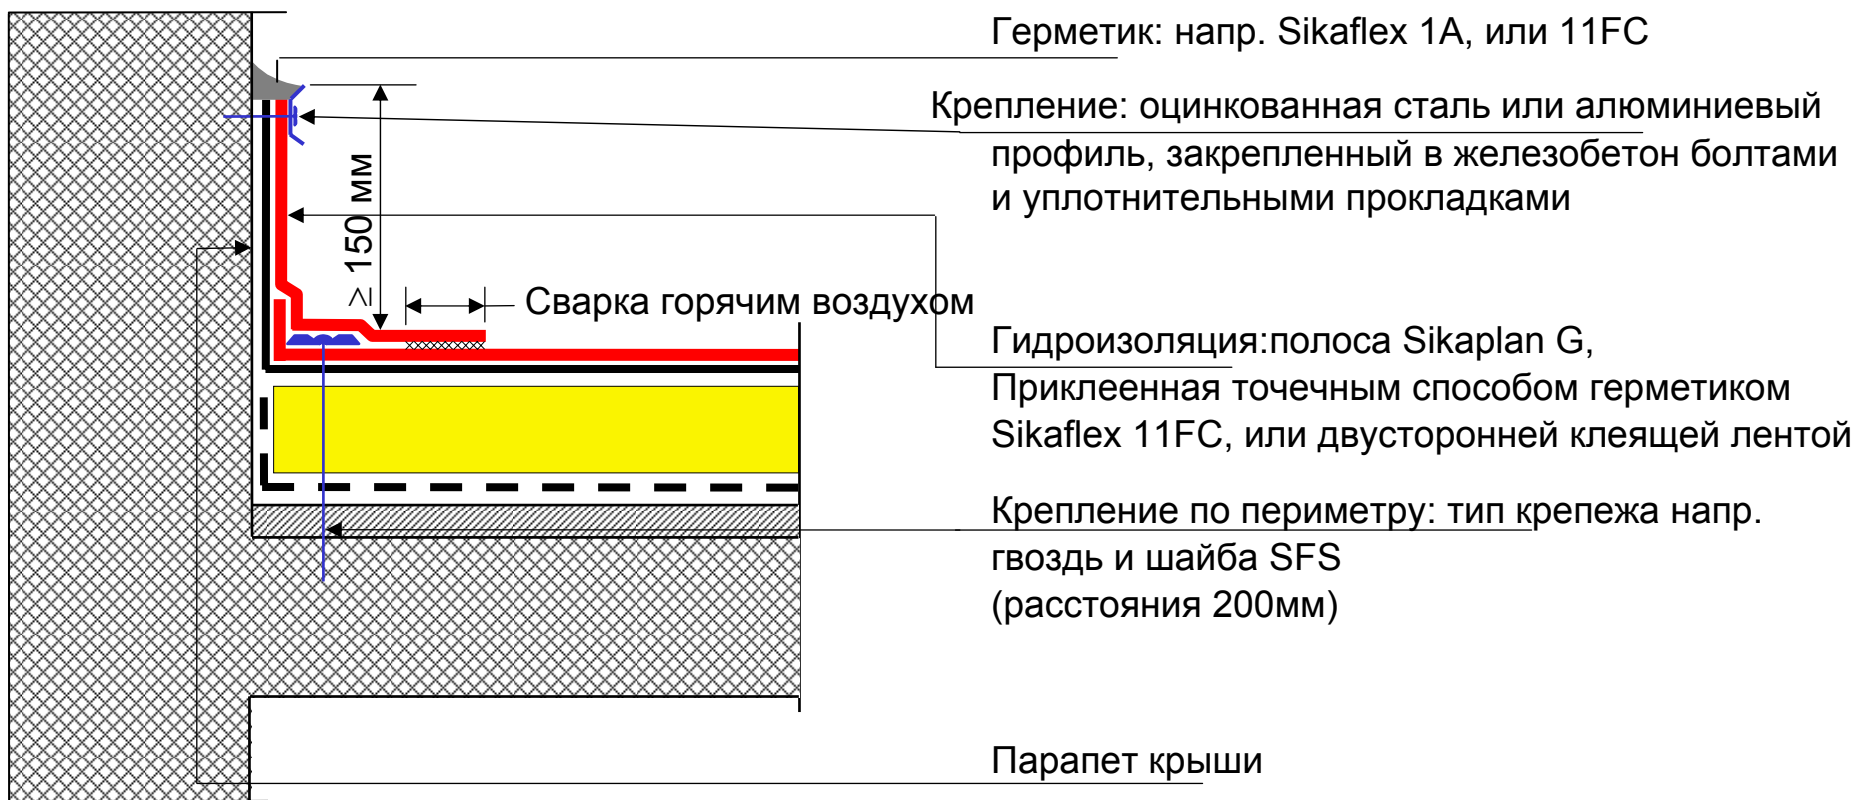 Герметик: напр. Sikaflex 1A, или 11FC
Крепление: оцинкованная сталь или алюминиевый
профиль, закрепленный в железобетон болтами
и уплотнительными прокладками
≥ 150 мм
Сварка горячим воздухом
Гидроизоляция:полоса Sikaplan G,
Приклеенная точечным способом герметиком
Sikaflex 11FC, или двусторонней клеящей лентой
Крепление по периметру: тип крепежа напр.
гвоздь и шайба SFS
(расстояния 200мм)
Парапет крыши